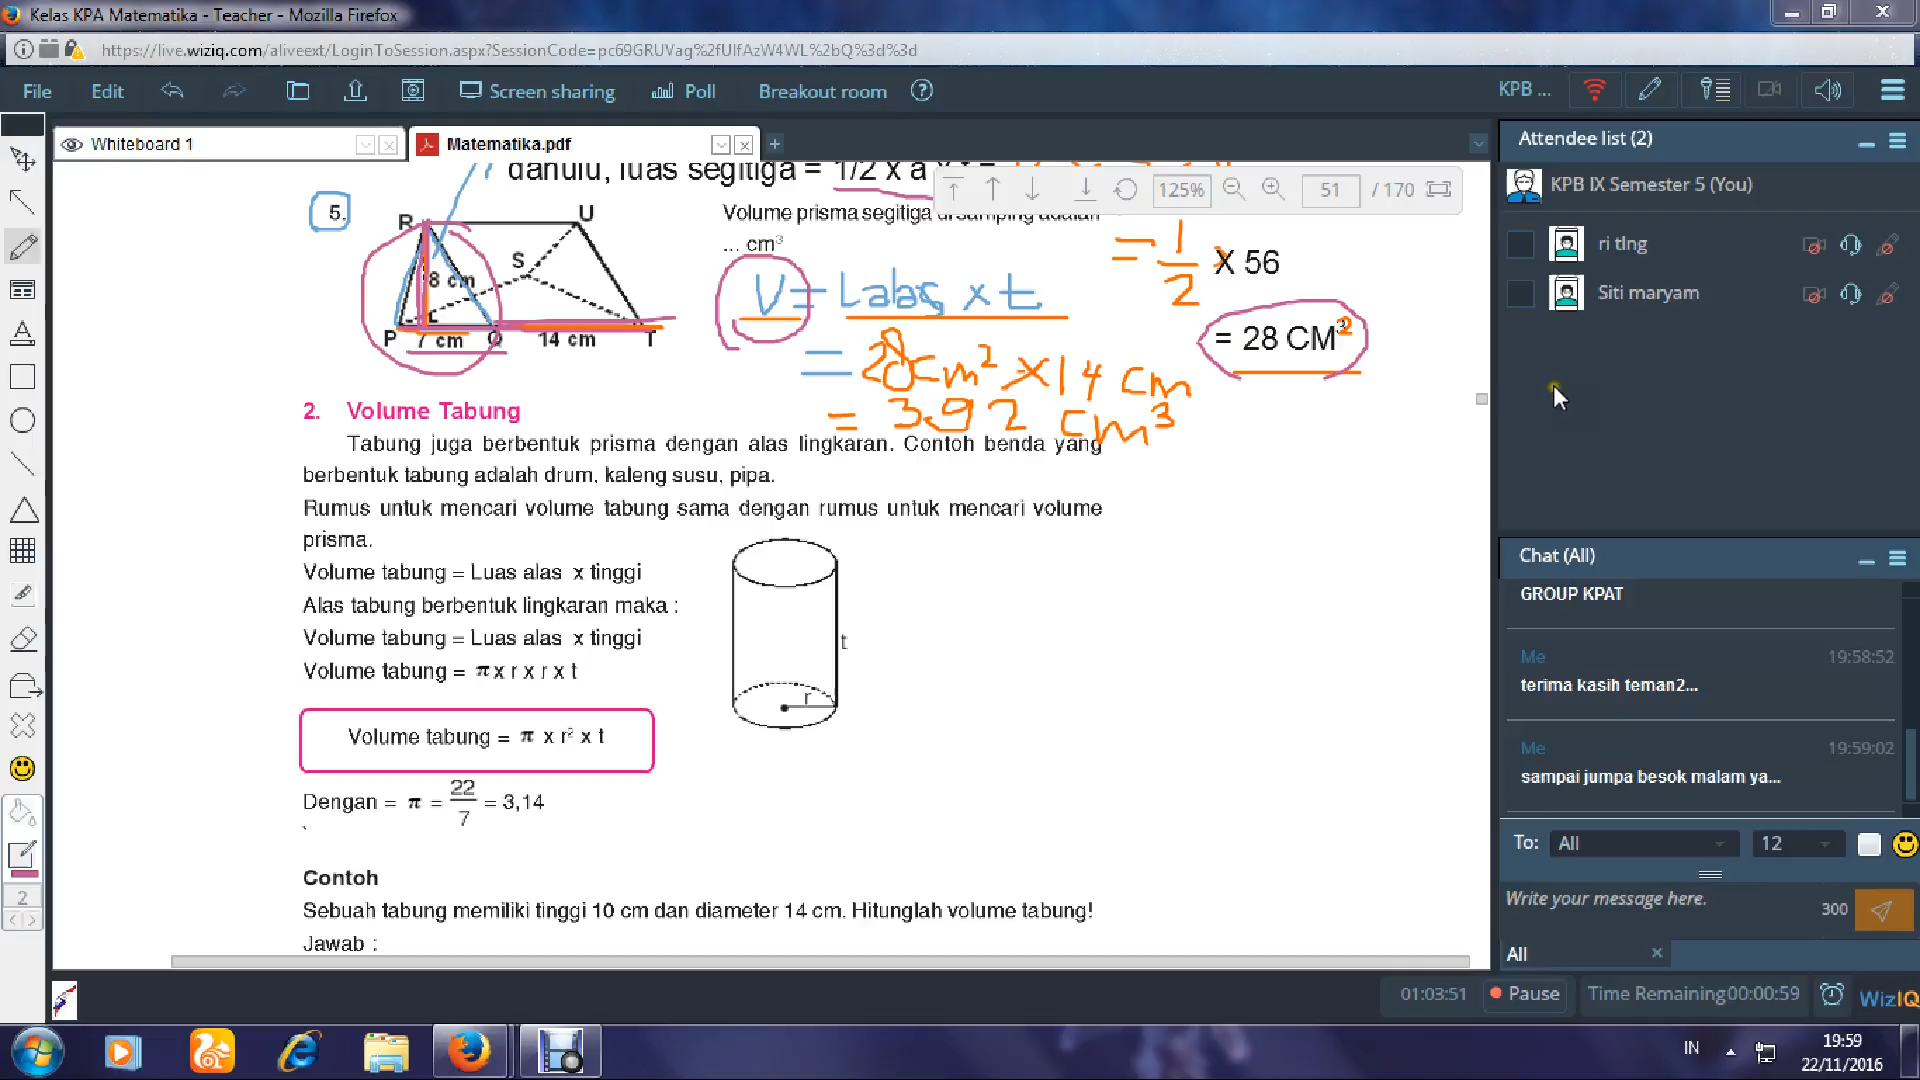 Kelas KPA Matematika - Teacher - Mozilla Firefox
https://live.wiziq.com/aliveext/LoginToSession.aspx?SessionCode=pc69GRUVag%2fUlfAzW4WL%2bQ%3d%3d
File Edit Screen sharing Poll Breakout room ? KPB ...
Whiteboard 1
Matematika.pdf
Attendee list (2)
dahulu, luas segitiga = 1/2 x a
125% 51 / 170
KPB IX Semester 5 (You)
ri tlng
Siti maryam
5.
R U
S
8 cm
P 7 cm Q 14 cm T
Volume prisma segitiga disamping adalah
... cm³
V = L alas x t
= 28 cm² x 14 cm
= 392 cm³
= 1/2 x 56
= 28 CM²
2. Volume Tabung
Tabung juga berbentuk prisma dengan alas lingkaran. Contoh benda yang
berbentuk tabung adalah drum, kaleng susu, pipa.
Rumus untuk mencari volume tabung sama dengan rumus untuk mencari volume
prisma.
Volume tabung = Luas alas x tinggi
Alas tabung berbentuk lingkaran maka :
Volume tabung = Luas alas x tinggi
Volume tabung = π x r x r x t
t
r
Volume tabung = π x r² x t
Dengan = π = 22/7 = 3,14
Contoh
Sebuah tabung memiliki tinggi 10 cm dan diameter 14 cm. Hitunglah volume tabung!
Jawab :
Chat (All)
GROUP KPAT
Me 19:58:52
terima kasih teman2...
Me 19:59:02
sampai jumpa besok malam ya...
To: All 12
Write your message here.
300
All
2
01:03:51 Pause Time Remaining00:00:59 WizIQ
IN
19:59
22/11/2016